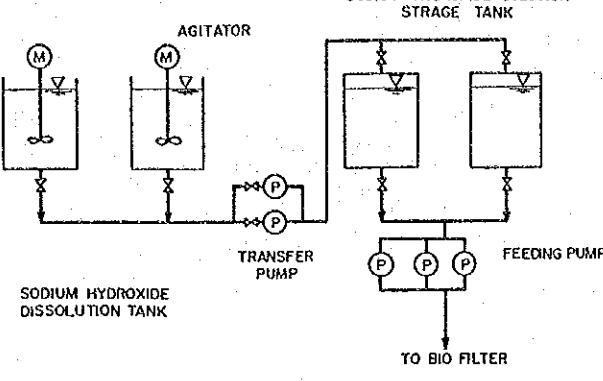 STRAGE TANK
AGITATOR
M
M
P
P
TRANSFER
PUMP
P
P
P
FEEDING PUMP
SODIUM HYDROXIDE
DISSOLUTION TANK
TO BIO FILTER